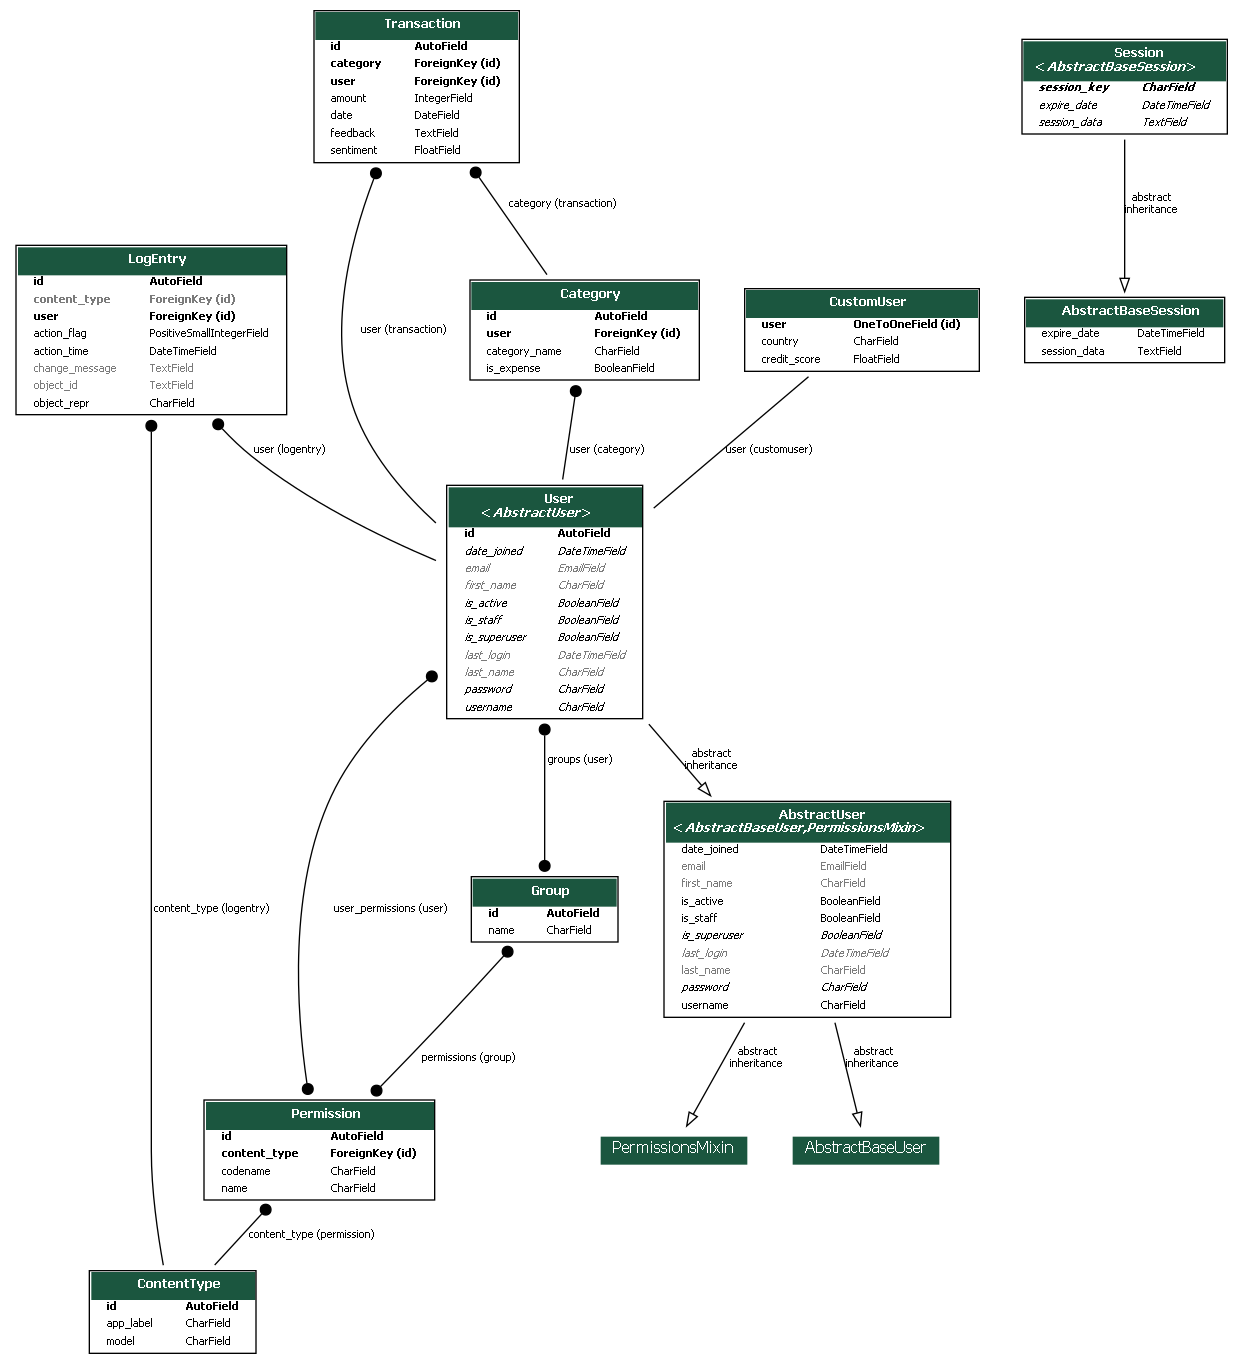 Transaction
id AutoField
category ForeignKey (id)
user ForeignKey (id)
amount IntegerField
date DateField
feedback TextField
sentiment FloatField
Session
<AbstractBaseSession>
session_key CharField
expire_date DateTimeField
session_data TextField
category (transaction)
abstract
inheritance
LogEntry
id AutoField
content_type ForeignKey (id)
user ForeignKey (id)
action_flag PositiveSmallIntegerField
action_time DateTimeField
change_message TextField
object_id TextField
object_repr CharField
user (transaction)
Category
id AutoField
user ForeignKey (id)
category_name CharField
is_expense BooleanField
CustomUser
user OneToOneField (id)
country CharField
credit_score FloatField
AbstractBaseSession
expire_date DateTimeField
session_data TextField
user (logentry)
user (category)
user (customuser)
User
<AbstractUser>
id AutoField
date_joined DateTimeField
email EmailField
first_name CharField
is_active BooleanField
is_staff BooleanField
is_superuser BooleanField
last_login DateTimeField
last_name CharField
password CharField
username CharField
groups (user)
abstract
inheritance
AbstractUser
<AbstractBaseUser,PermissionsMixin>
date_joined DateTimeField
email EmailField
first_name CharField
is_active BooleanField
is_staff BooleanField
is_superuser BooleanField
last_login DateTimeField
last_name CharField
password CharField
username CharField
content_type (logentry)
user_permissions (user)
Group
id AutoField
name CharField
permissions (group)
abstract
inheritance
abstract
inheritance
Permission
id AutoField
content_type ForeignKey (id)
codename CharField
name CharField
PermissionsMixin
AbstractBaseUser
content_type (permission)
ContentType
id AutoField
app_label CharField
model CharField